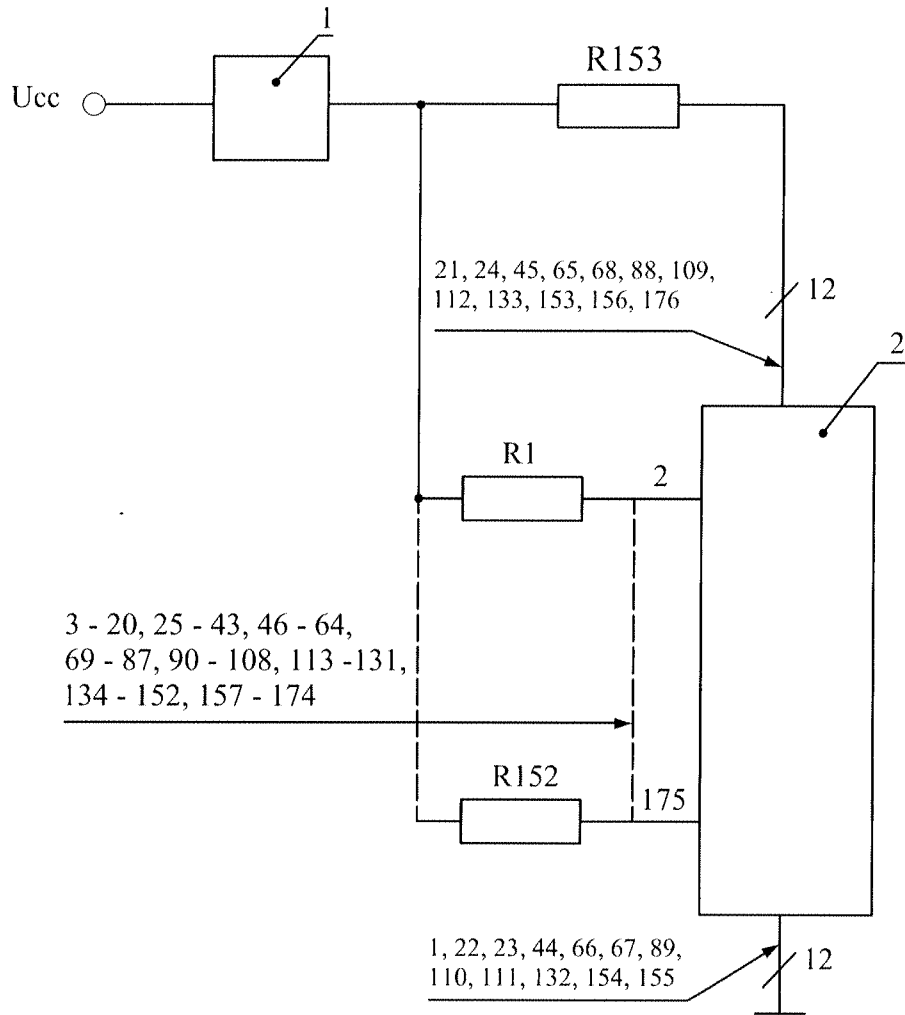 1
R153
Ucc
21, 24, 45, 65, 68, 88, 109,
112, 133, 153, 156, 176
12
2
R1
2
3 - 20, 25 - 43, 46 - 64,
69 - 87, 90 - 108, 113 -131,
134 - 152, 157 - 174
R152
175
1, 22, 23, 44, 66, 67, 89,
110, 111, 132, 154, 155
12